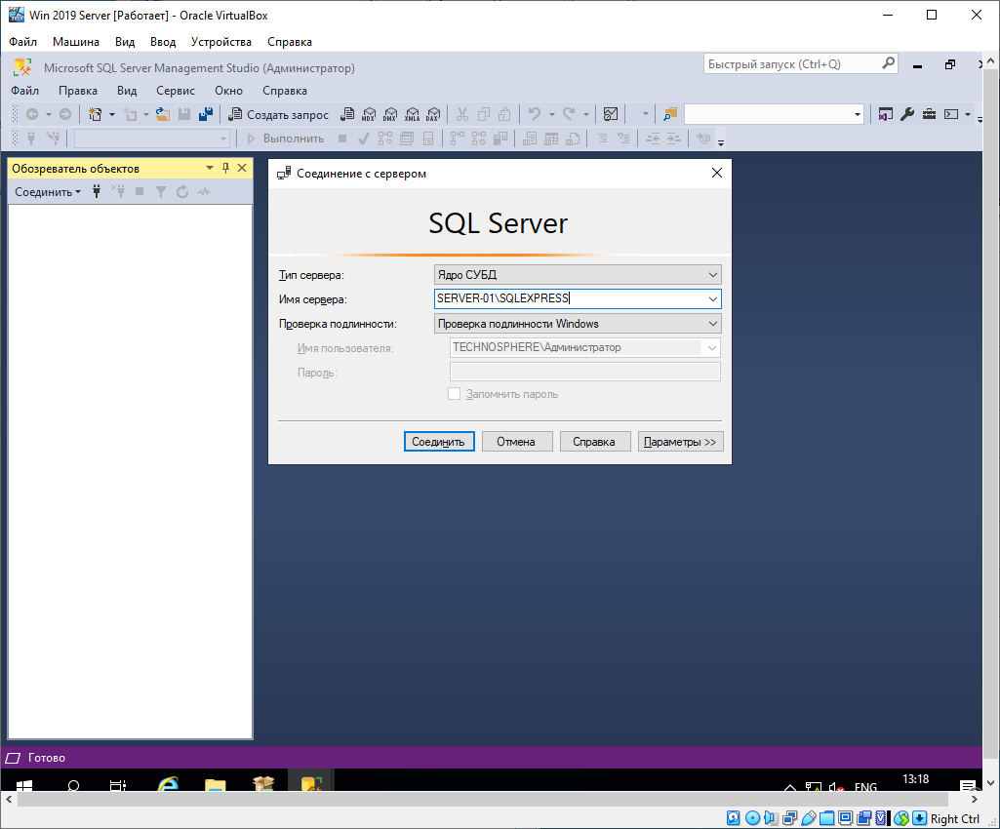 Win 2019 Server [Работает] - Oracle VirtualBox
Файл Машина Вид Ввод Устройства Справка
Microsoft SQL Server Management Studio (Администратор)
Быстрый запуск (Ctrl+Q)
Файл Правка Вид Сервис Окно Справка
Создать запрос MDX DMX XMLA DAX
Выполнить
Обозреватель объектов
Соединить
Соединение с сервером
SQL Server
Тип сервера: Ядро СУБД
Имя сервера: SERVER-01\SQLEXPRESS
Проверка подлинности: Проверка подлинности Windows
Имя пользователя: TECHNOSPHERE\Администратор
Пароль:
Запомнить пароль
Соединить Отмена Справка Параметры >>
Готово
ENG 13:18
Right Ctrl